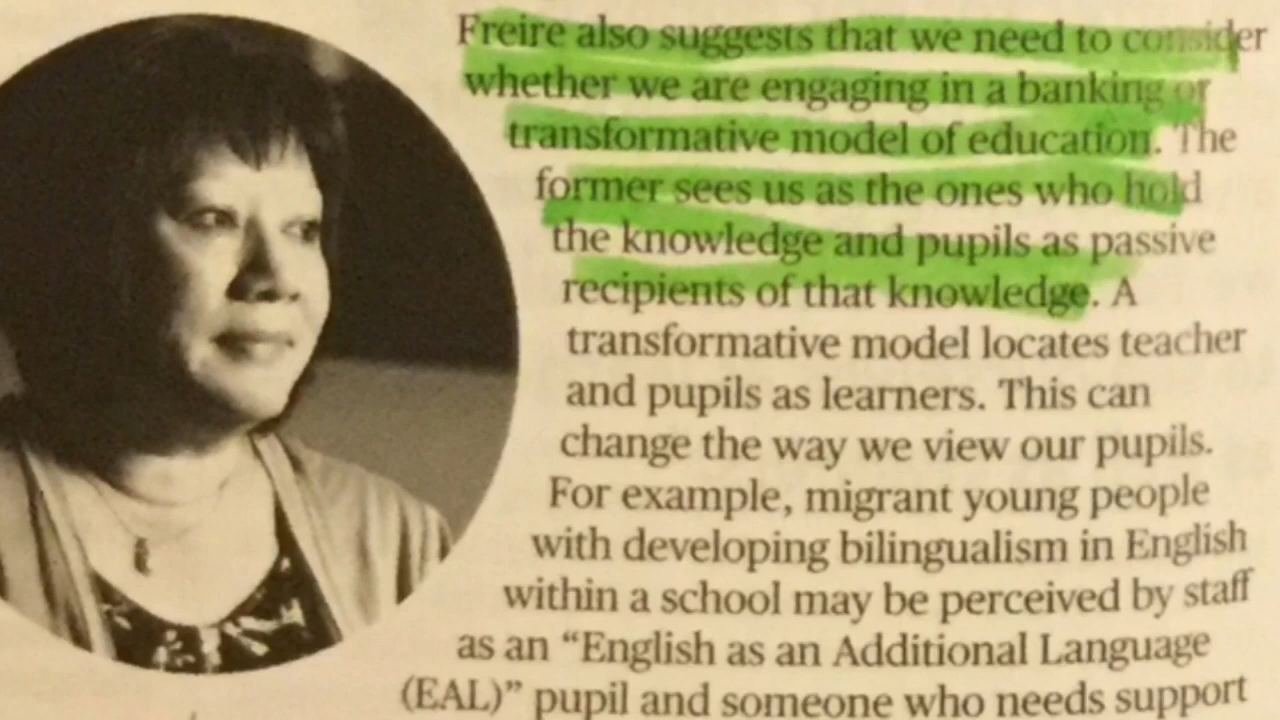 Freire also suggests that we need to consider
whether we are engaging in a banking or
transformative model of education. The
former sees us as the ones who hold
the knowledge and pupils as passive
recipients of that knowledge. A
transformative model locates teacher
and pupils as learners. This can
change the way we view our pupils.
For example, migrant young people
with developing bilingualism in English
within a school may be perceived by staff
as an “English as an Additional Language
(EAL)” pupil and someone who needs support